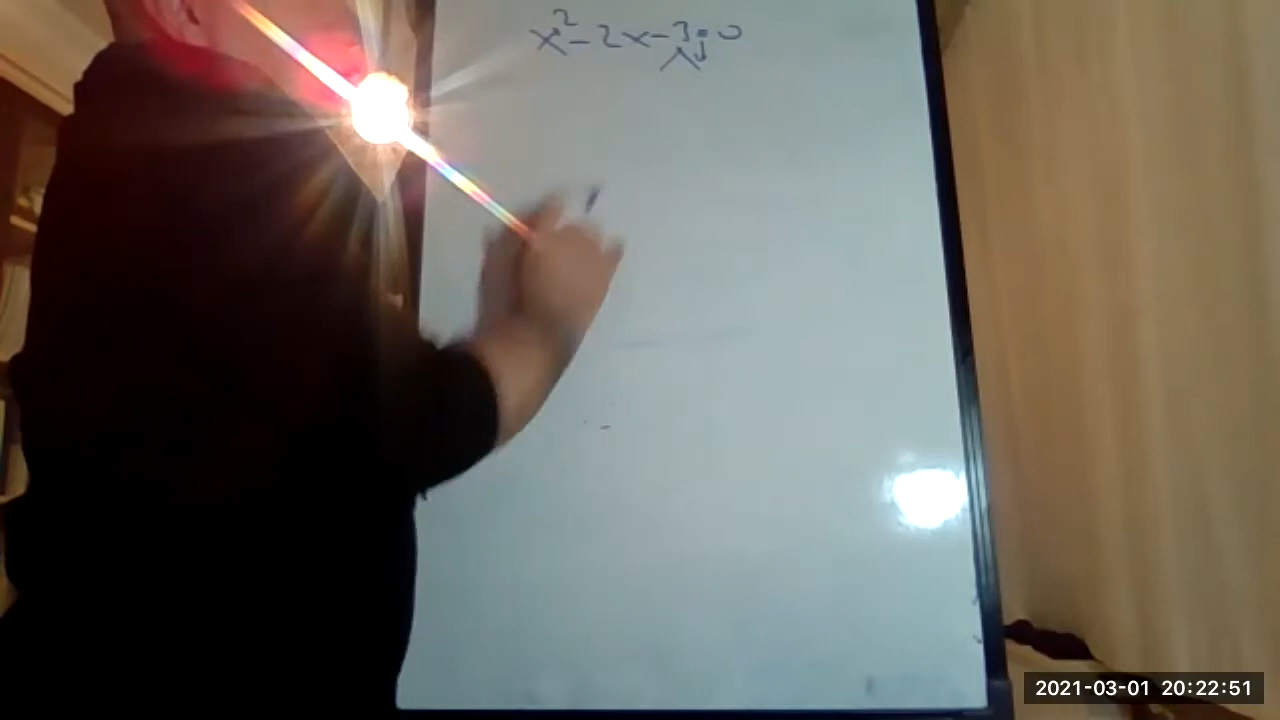 x² - 2x - 3 = 0
2021-03-01 20:22:51